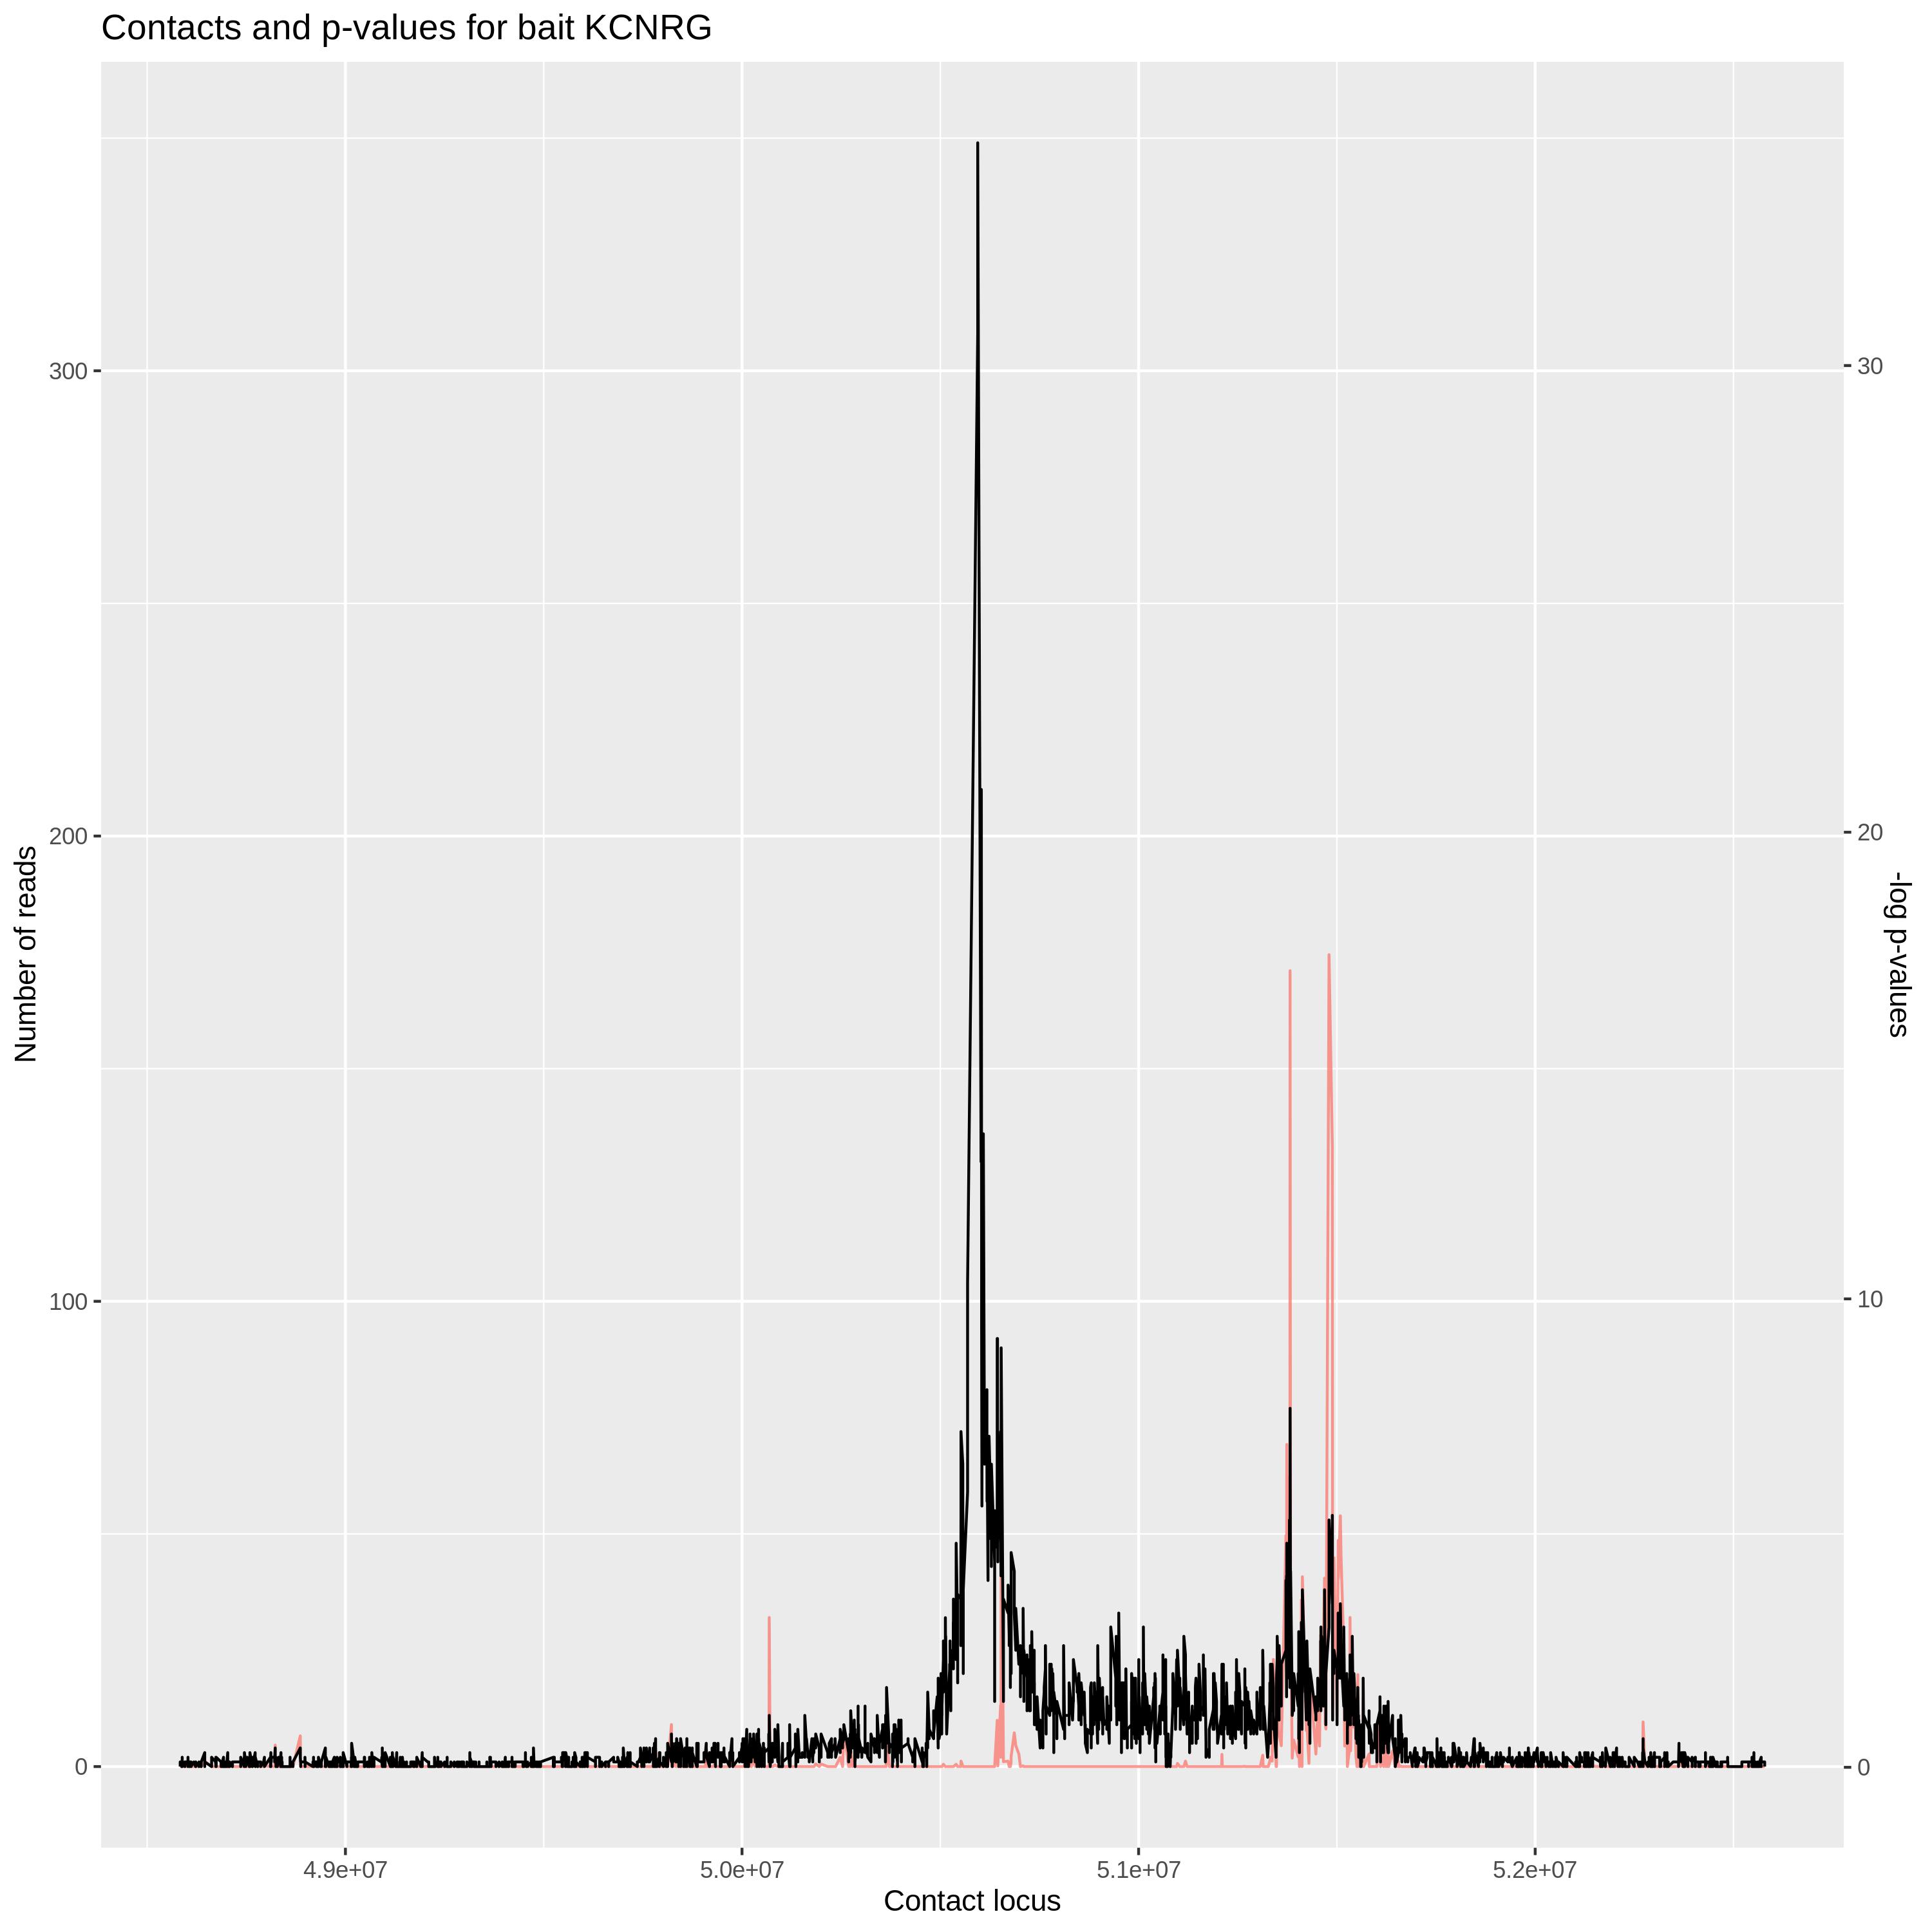 Contacts and p-values for bait KCNRG
Number of reads
300
200
100
0
30
20
10
0
-log p-values
4.9e+07
5.0e+07
5.1e+07
5.2e+07
Contact locus